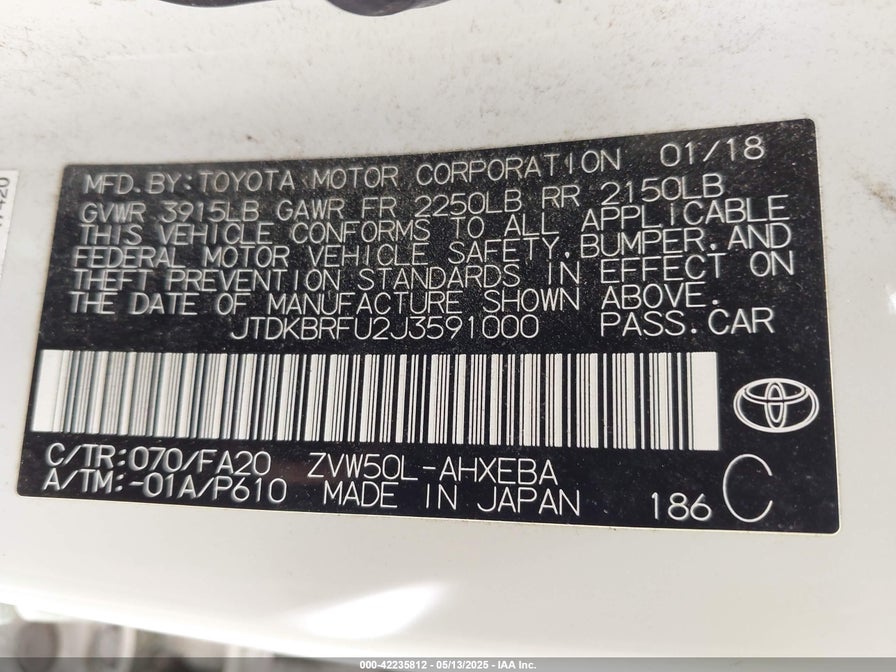 MFD.BY:TOYOTA MOTOR CORPORATION 01/18
GVWR 3915LB GAWR FR 2250LB RR 2150LB
THIS VEHICLE CONFORMS TO ALL APPLICABLE
FEDERAL MOTOR VEHICLE SAFETY,BUMPER,AND
THEFT PREVENTION STANDARDS IN EFFECT ON
THE DATE OF MANUFACTURE SHOWN ABOVE.
JTDKBRFU2J3591000 PASS.CAR
C/TR:070/FA20 ZVW50L-AHXEBA
A/TM:-01A/P610 MADE IN JAPAN 186 C
000-42235812 - 05/13/2025 - IAA Inc.